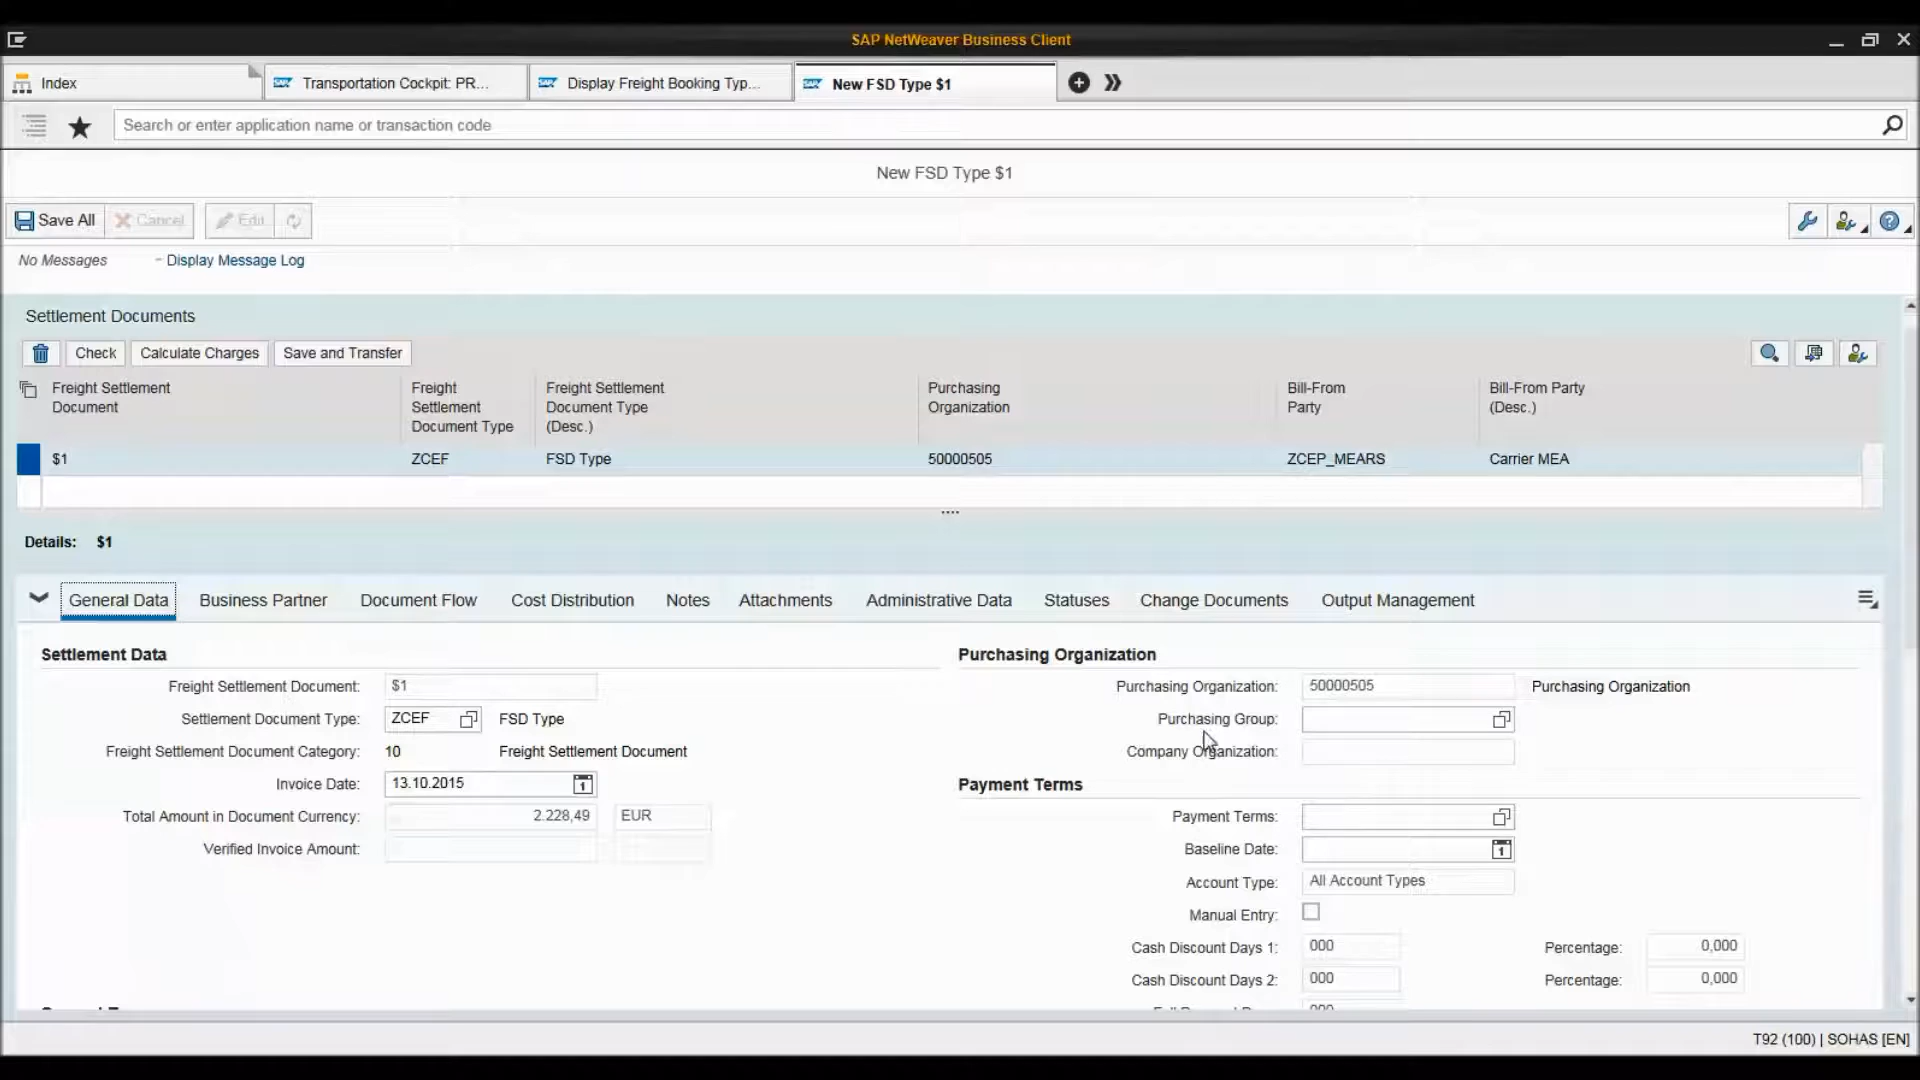 SAP NetWeaver Business Client
Index
Transportation Cockpit: PR...
Display Freight Booking Typ...
New FSD Type $1
Search or enter application name or transaction code
New FSD Type $1
Save All
Cancel
Edit
No Messages
- Display Message Log
Settlement Documents
Check
Calculate Charges
Save and Transfer
Freight Settlement
Document
Freight
Settlement
Document Type
Freight Settlement
Document Type
(Desc.)
Purchasing
Organization
Bill-From
Party
Bill-From Party
(Desc.)
$1 ZCEF FSD Type 50000505 ZCEP_MEARS Carrier MEA
Details: $1
General Data Business Partner Document Flow Cost Distribution Notes Attachments Administrative Data Statuses Change Documents Output Management
Settlement Data
Freight Settlement Document: $1
Settlement Document Type: ZCEF FSD Type
Freight Settlement Document Category: 10 Freight Settlement Document
Invoice Date: 13.10.2015
Total Amount in Document Currency: 2.228,49 EUR
Verified Invoice Amount:
Purchasing Organization
Purchasing Organization: 50000505 Purchasing Organization
Purchasing Group:
Company Organization:
Payment Terms
Payment Terms:
Baseline Date:
Account Type: All Account Types
Manual Entry:
Cash Discount Days 1: 000 Percentage: 0,000
Cash Discount Days 2: 000 Percentage: 0,000
T92 (100) | SOHAS [EN]